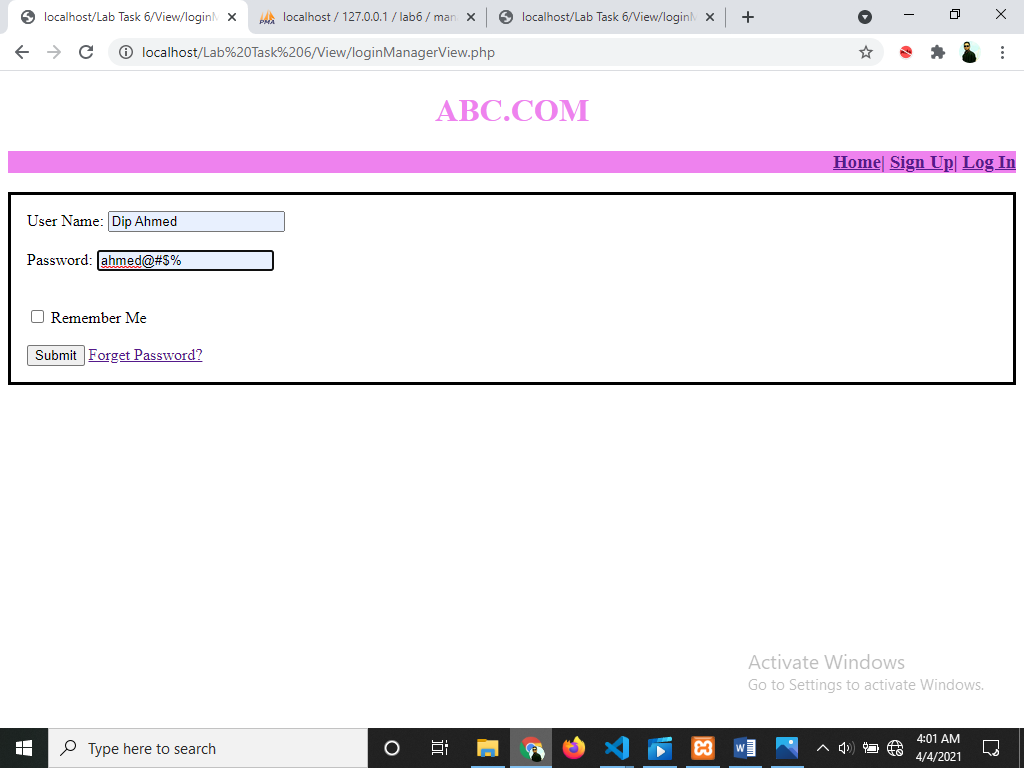 localhost/Lab Task 6/View/login
localhost / 127.0.0.1 / lab6 / man
localhost/Lab Task 6/View/login
localhost/Lab%20Task%206/View/loginManagerView.php
ABC.COM
Home| Sign Up| Log In
User Name: Dip Ahmed
Password: ahmed@#$%
Remember Me
Submit Forget Password?
Activate Windows
Go to Settings to activate Windows.
Type here to search
4:01 AM
4/4/2021